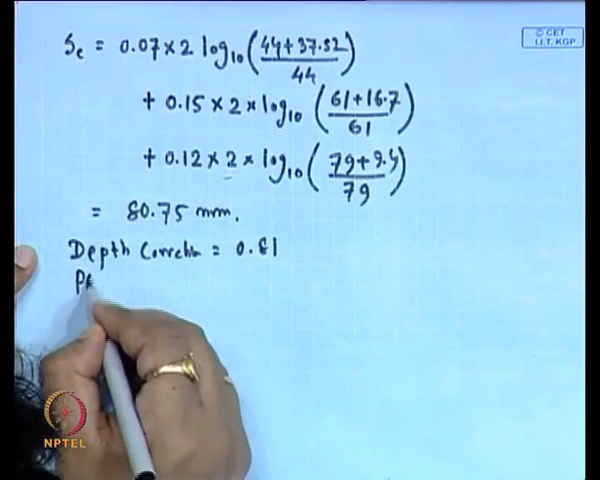 Sc = 0.07 × 2 log10 (44 + 37.52 / 44)
© CET
I.I.T. KGP
+ 0.15 × 2 × log10 (61 + 16.7 / 61)
+ 0.12 × 2 × log10 (79 + 9.4 / 79)
= 80.75 mm.
Depth Correctn = 0.81
NPTEL